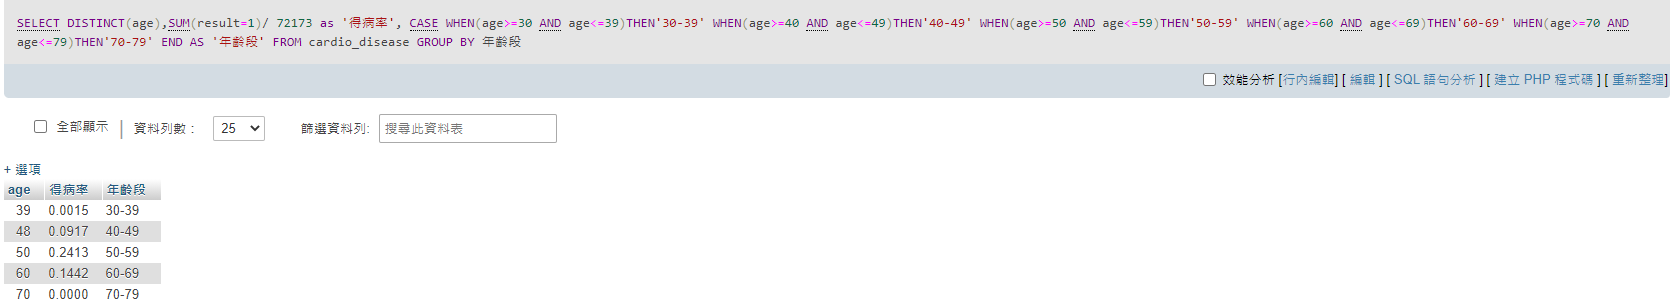 SELECT DISTINCT(age),SUM(result=1)/ 72173 as '得病率', CASE WHEN(age>=30 AND age<=39)THEN'30-39' WHEN(age>=40 AND age<=49)THEN'40-49' WHEN(age>=50 AND age<=59)THEN'50-59' WHEN(age>=60 AND age<=69)THEN'60-69' WHEN(age>=70 AND
age<=79)THEN'70-79' END AS '年齡段' FROM cardio_disease GROUP BY 年齡段
效能分析 [行內編輯] [ 編輯 ] [ SQL 語句分析 ] [ 建立 PHP 程式碼 ] [ 重新整理]
全部顯示 | 資料列數： 25 篩選資料列: 搜尋此資料表
+ 選項
age 得病率 年齡段
39 0.0015 30-39
48 0.0917 40-49
50 0.2413 50-59
60 0.1442 60-69
70 0.0000 70-79